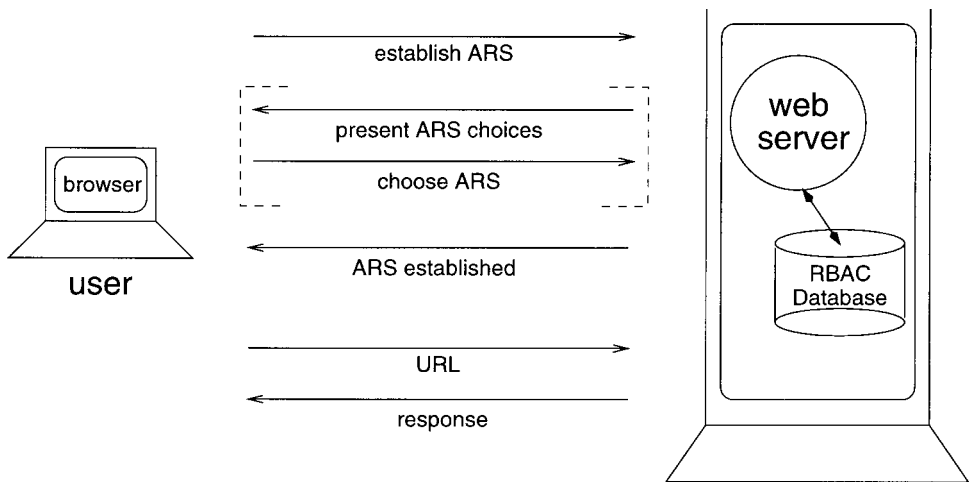 establish ARS
present ARS choices
choose ARS
ARS established
URL
response
browser
user
web
server
RBAC
Database